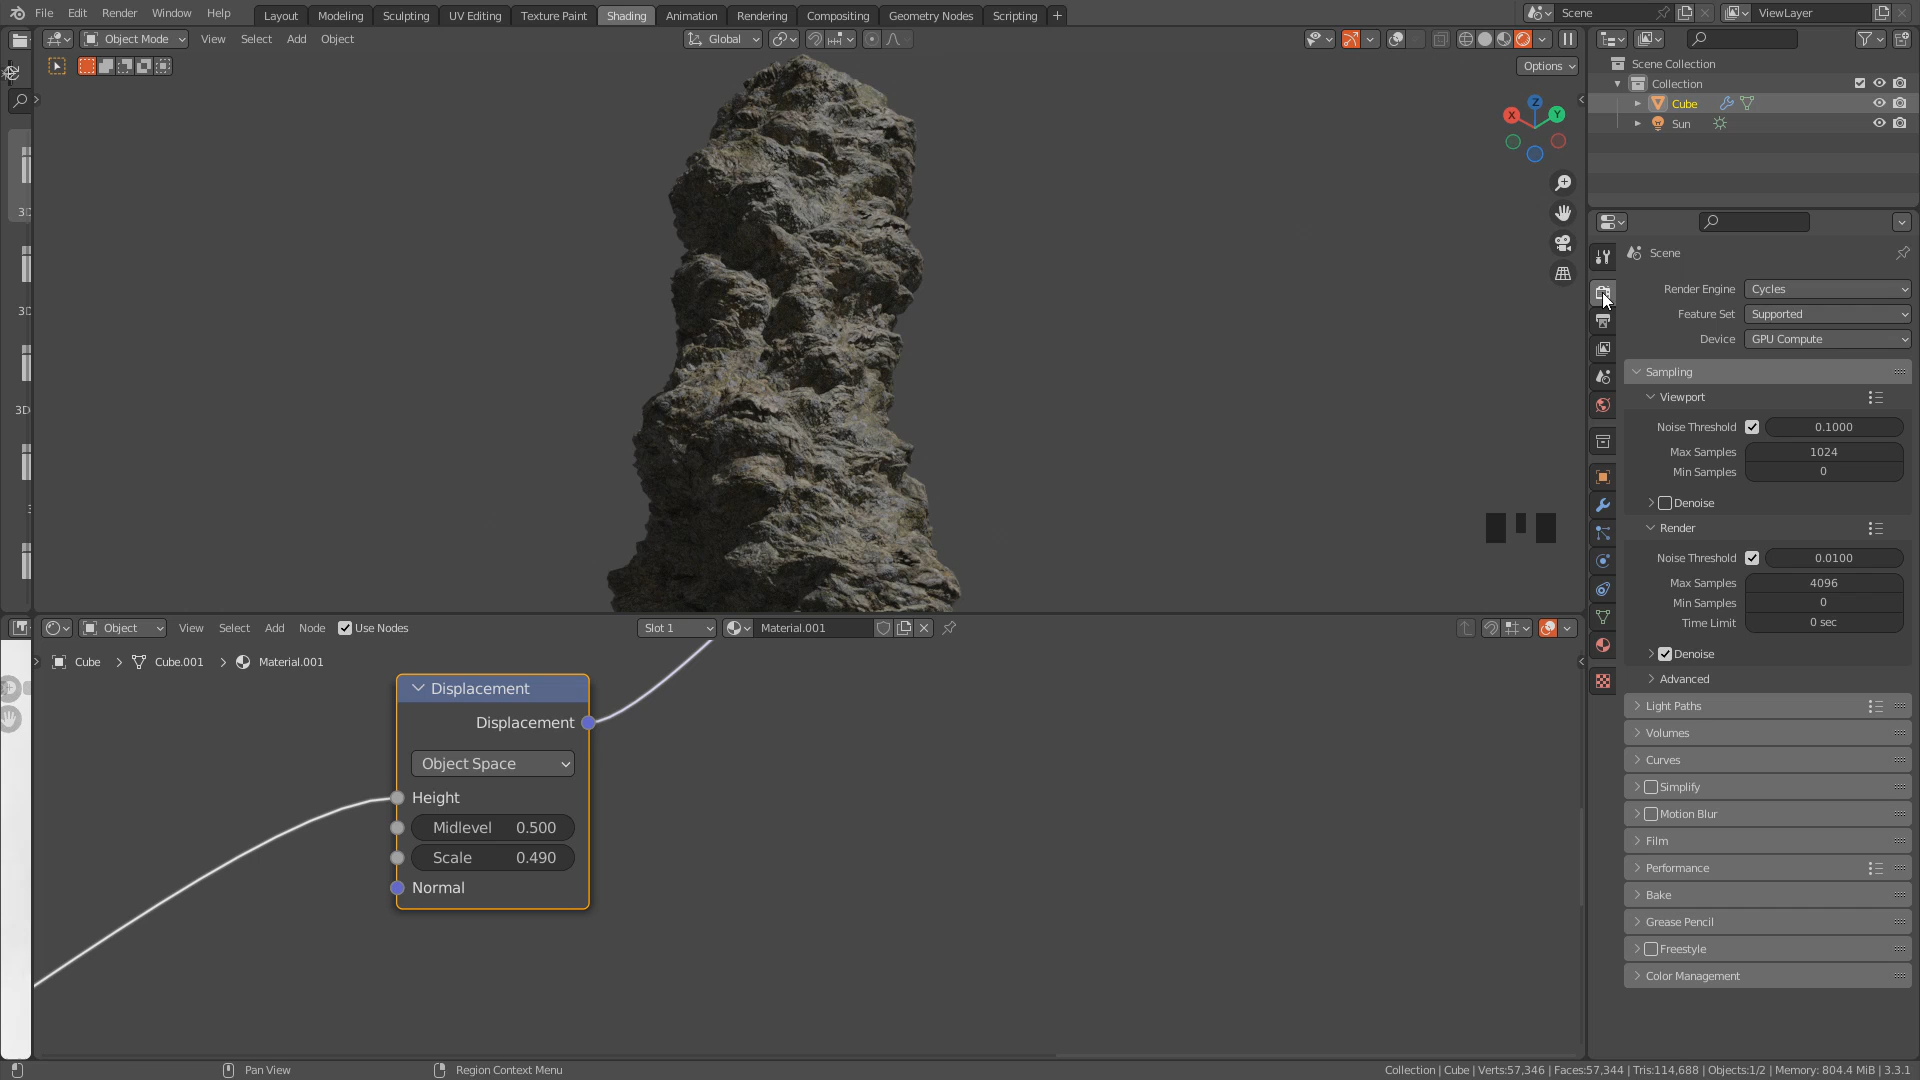 File Edit Render Window Help Layout Modeling Sculpting UV Editing Texture Paint Shading Animation Rendering Compositing Geometry Nodes Scripting + Scene ViewLayer
Object Mode View Select Add Object Global
Options
Scene Collection
Collection
Cube
Sun
X Y Z
3D
3D
3D
Scene
Render Engine Cycles
Feature Set Supported
Device GPU Compute
Sampling
Viewport
Noise Threshold 0.1000
Max Samples 1024
Min Samples 0
Denoise
Render
Noise Threshold 0.0100
Max Samples 4096
Min Samples 0
Time Limit 0 sec
Denoise
Advanced
Light Paths
Volumes
Curves
Simplify
Motion Blur
Film
Performance
Bake
Grease Pencil
Freestyle
Color Management
Object View Select Add Node Use Nodes Slot 1 Material.001
Cube > Cube.001 > Material.001
Displacement
Displacement
Object Space
Height
Midlevel 0.500
Scale 0.490
Normal
Pan View Region Context Menu Collection | Cube | Verts:57,346 | Faces:57,344 | Tris:114,688 | Objects:1/2 | Memory: 804.4 MiB | 3.3.1